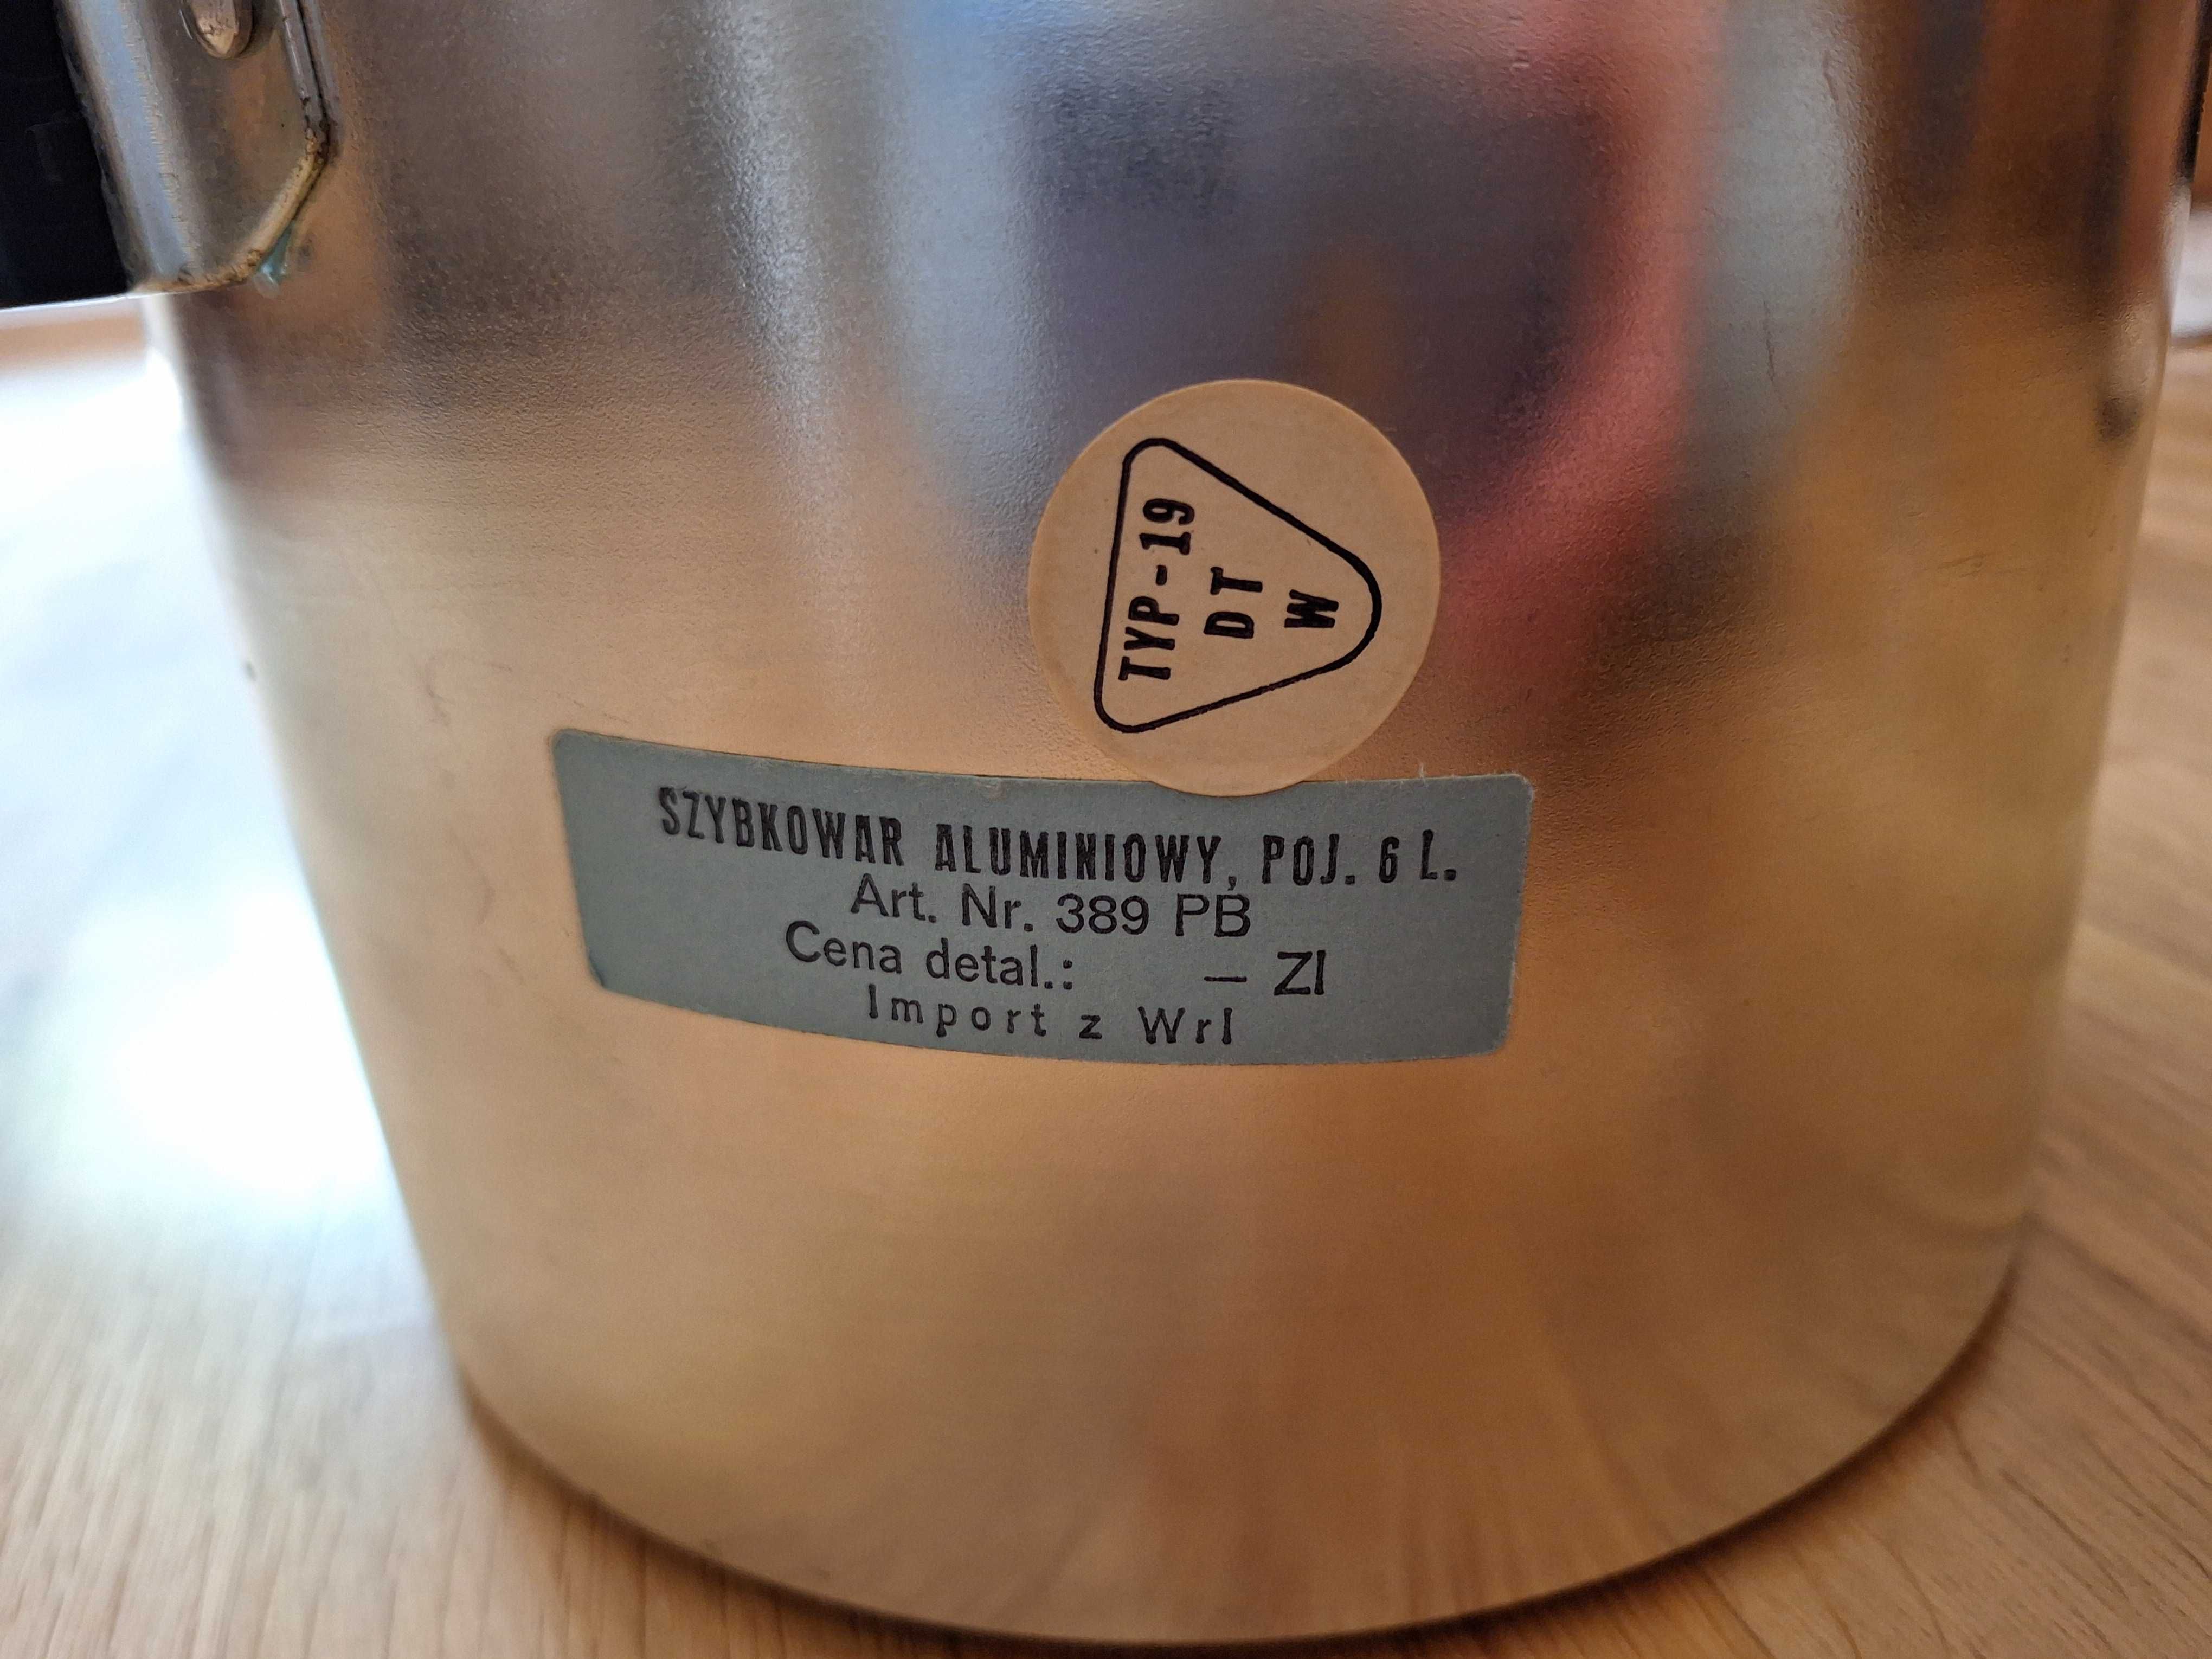 TYP-19
DT
W
SZYBKOWAR ALUMINIOWY, POJ. 6 L.
Art. Nr. 389 PB
Cena detal.: — Zl
Import z Wrl